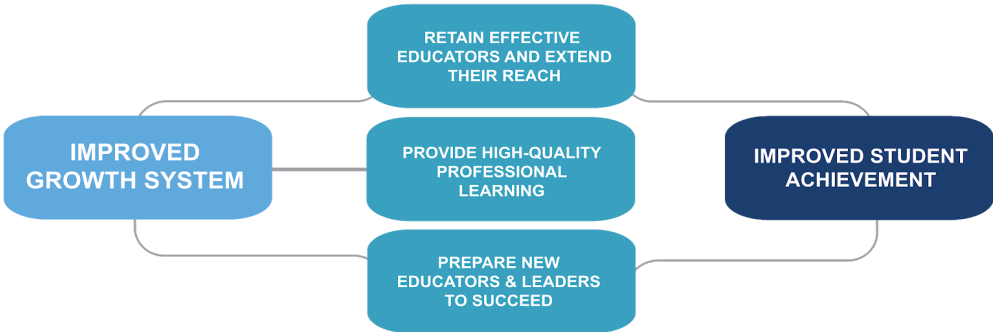 RETAIN EFFECTIVE
EDUCATORS AND EXTEND
THEIR REACH
IMPROVED
GROWTH SYSTEM
PROVIDE HIGH-QUALITY
PROFESSIONAL
LEARNING
IMPROVED STUDENT
ACHIEVEMENT
PREPARE NEW
EDUCATORS & LEADERS
TO SUCCEED